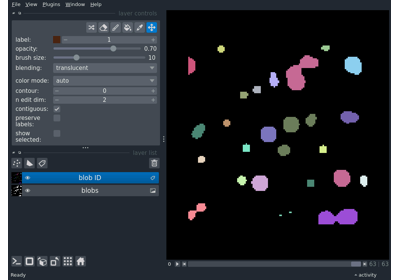 File View Plugins Window Help
layer controls
label: 1
opacity: 0.70
brush size: 10
blending: translucent
color mode: auto
contour: 0
n edit dim: 2
contiguous:
preserve
labels:
show
selected:
layer list
blob ID
blobs
Ready
63 63
activity